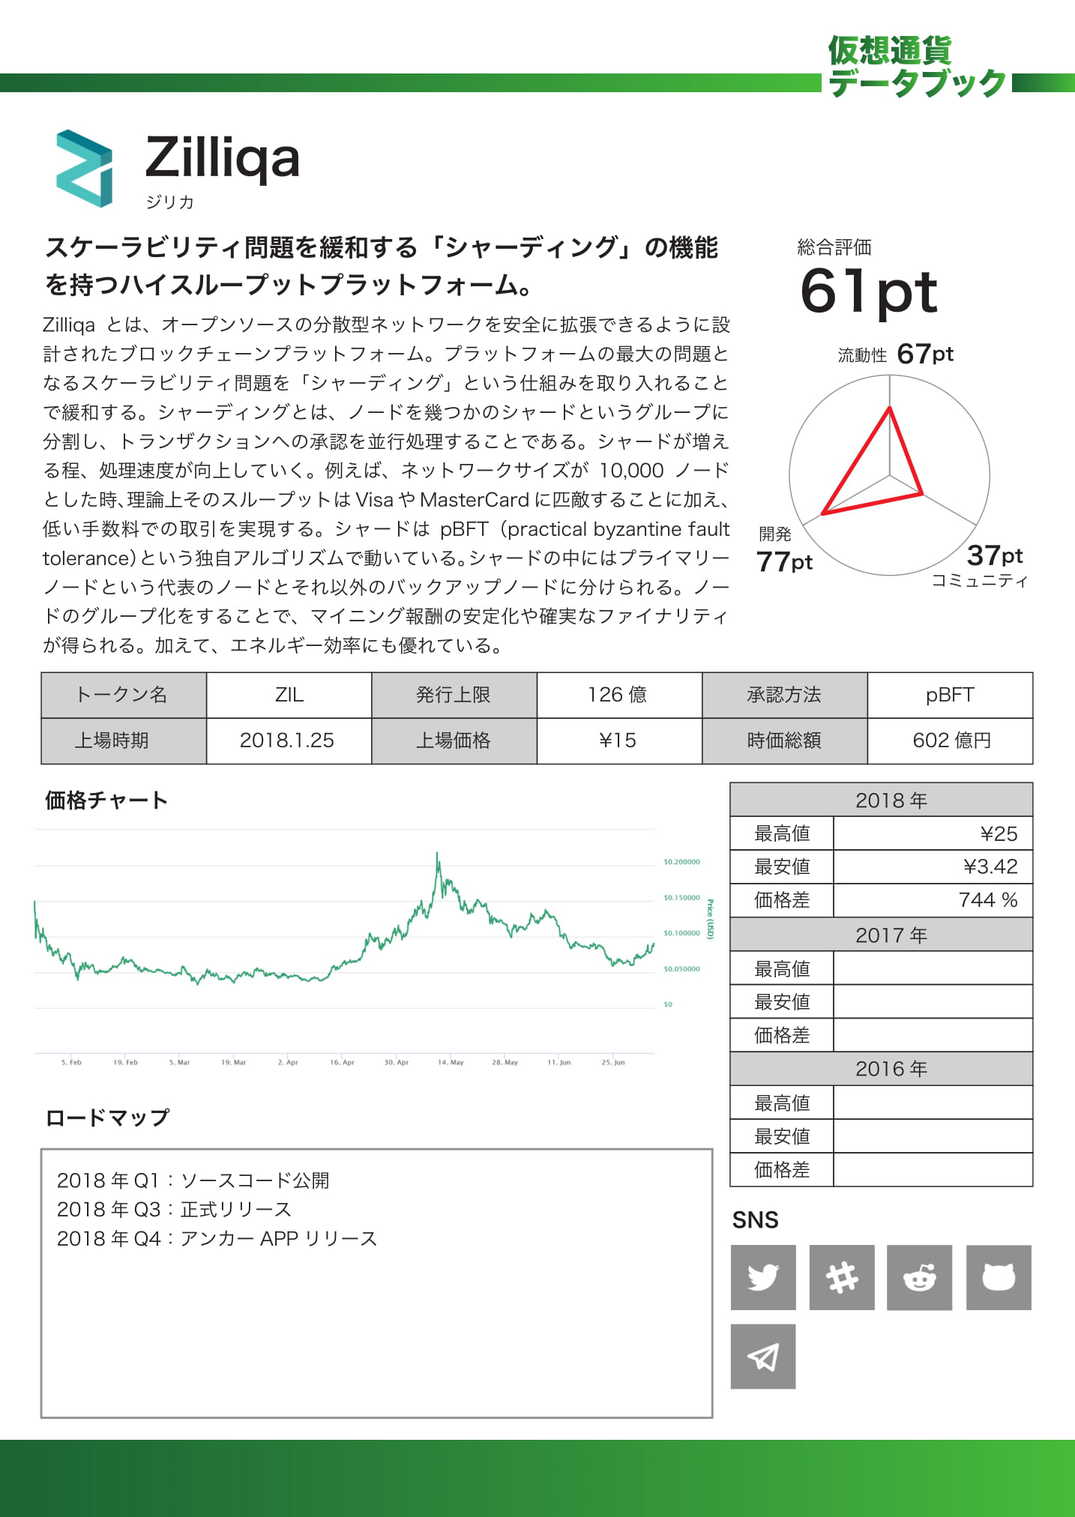 仮想通貨
データブック
Zilliqa
ジリカ
スケーラビリティ問題を緩和する「シャーディング」の機能
を持つハイスループットプラットフォーム。
Zilliqa とは、オープンソースの分散型ネットワークを安全に拡張できるように設
計されたブロックチェーンプラットフォーム。プラットフォームの最大の問題と
なるスケーラビリティ問題を「シャーディング」という仕組みを取り入れること
で緩和する。シャーディングとは、ノードを幾つかのシャードというグループに
分割し、トランザクションへの承認を並行処理することである。シャードが増え
る程、処理速度が向上していく。例えば、ネットワークサイズが 10,000 ノード
とした時、理論上そのスループットは Visa や MasterCard に匹敵することに加え、
低い手数料での取引を実現する。シャードは pBFT（practical byzantine fault
tolerance）という独自アルゴリズムで動いている。シャードの中にはプライマリー
ノードという代表のノードとそれ以外のバックアップノードに分けられる。ノー
ドのグループ化をすることで、マイニング報酬の安定化や確実なファイナリティ
が得られる。加えて、エネルギー効率にも優れている。
総合評価
61pt
流動性 67pt
開発
77pt
37pt
コミュニティ
トークン名 ZIL 発行上限 126 億 承認方法 pBFT
上場時期 2018.1.25 上場価格 ¥15 時価総額 602 億円
価格チャート
$0.200000
$0.150000
$0.100000
$0.050000
$0
Price (USD)
5. Feb 19. Feb 5. Mar 19. Mar 2. Apr 16. Apr 30. Apr 14. May 28. May 11. Jun 25. Jun
2018 年
最高値 ¥25
最安値 ¥3.42
価格差 744 %
2017 年
最高値
最安値
価格差
2016 年
最高値
最安値
価格差
ロードマップ
2018 年 Q1：ソースコード公開
2018 年 Q3：正式リリース
2018 年 Q4：アンカー APP リリース
SNS